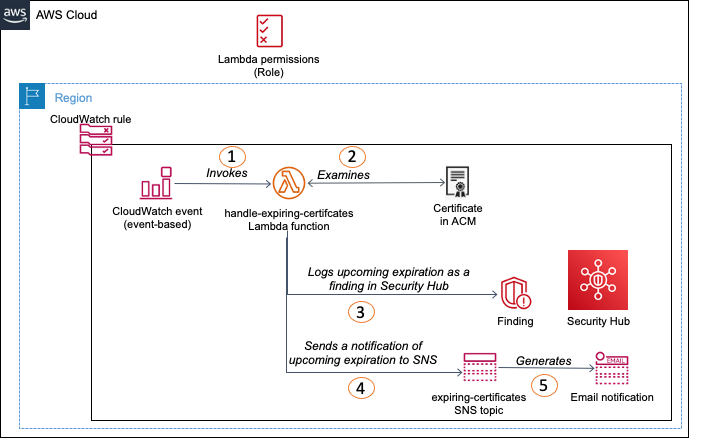 aws
AWS Cloud
Lambda permissions
(Role)
Region
CloudWatch rule
1
Invokes
2
Examines
CloudWatch event
(event-based)
handle-expiring-certifcates
Lambda function
Certificate
in ACM
Logs upcoming expiration as a
finding in Security Hub
3
Finding
Security Hub
Sends a notification of
upcoming expiration to SNS
4
Generates
5
EMAIL
expiring-certificates
SNS topic
Email notification